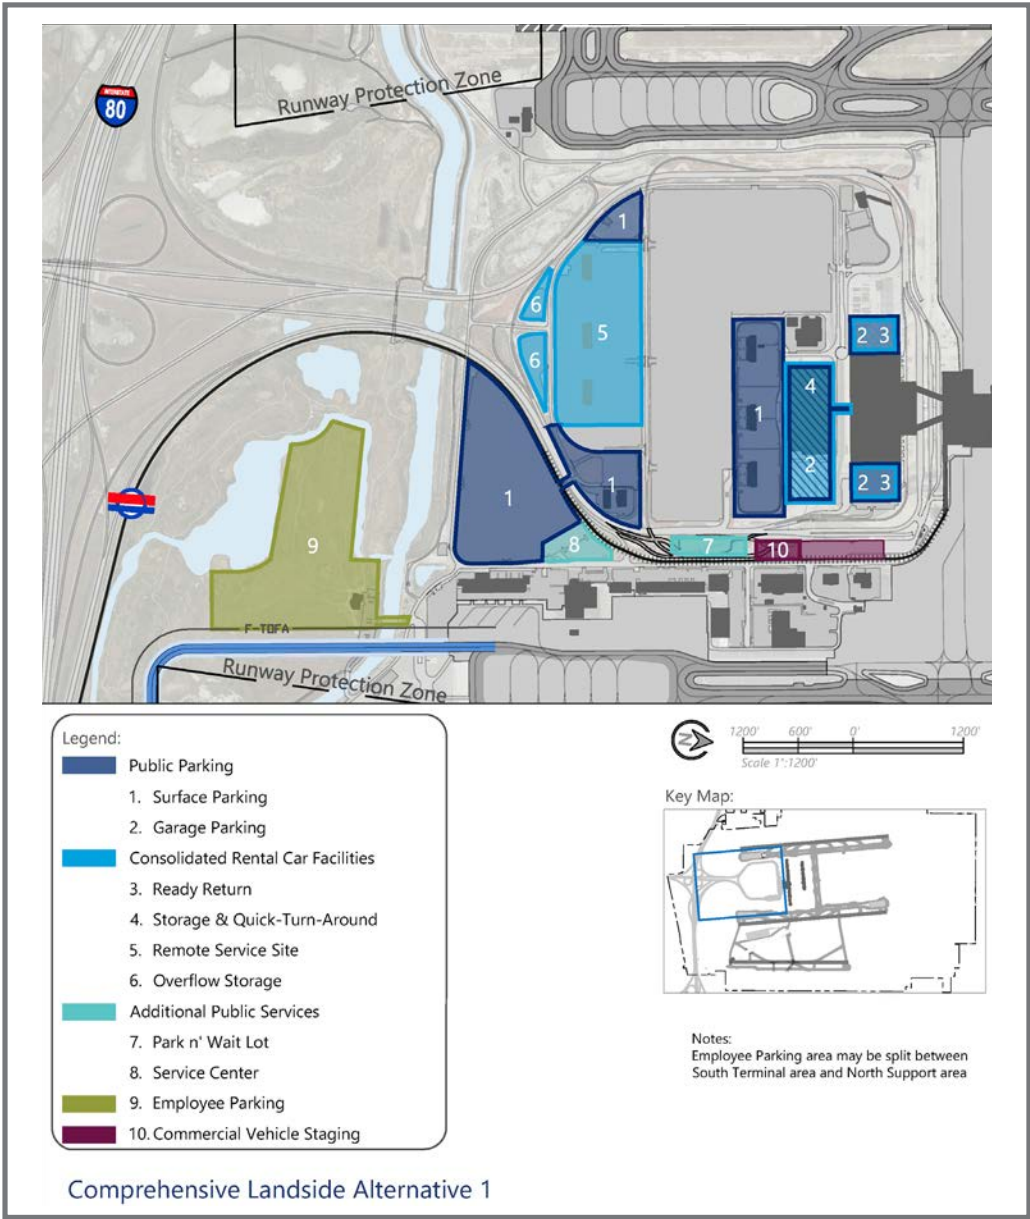 Runway Protection Zone
INTERSTATE
80
1
6
5
6
2 3
4
1
2
1
1
2 3
9
8
7
10
F-TOFA
Runway Protection Zone
Legend:
Public Parking
1. Surface Parking
2. Garage Parking
Consolidated Rental Car Facilities
3. Ready Return
4. Storage & Quick-Turn-Around
5. Remote Service Site
6. Overflow Storage
Additional Public Services
7. Park n' Wait Lot
8. Service Center
9. Employee Parking
10. Commercial Vehicle Staging
N
1200' 600' 0' 1200'
Scale 1":1200'
Key Map:
Notes:
Employee Parking area may be split between
South Terminal area and North Support area
Comprehensive Landside Alternative 1